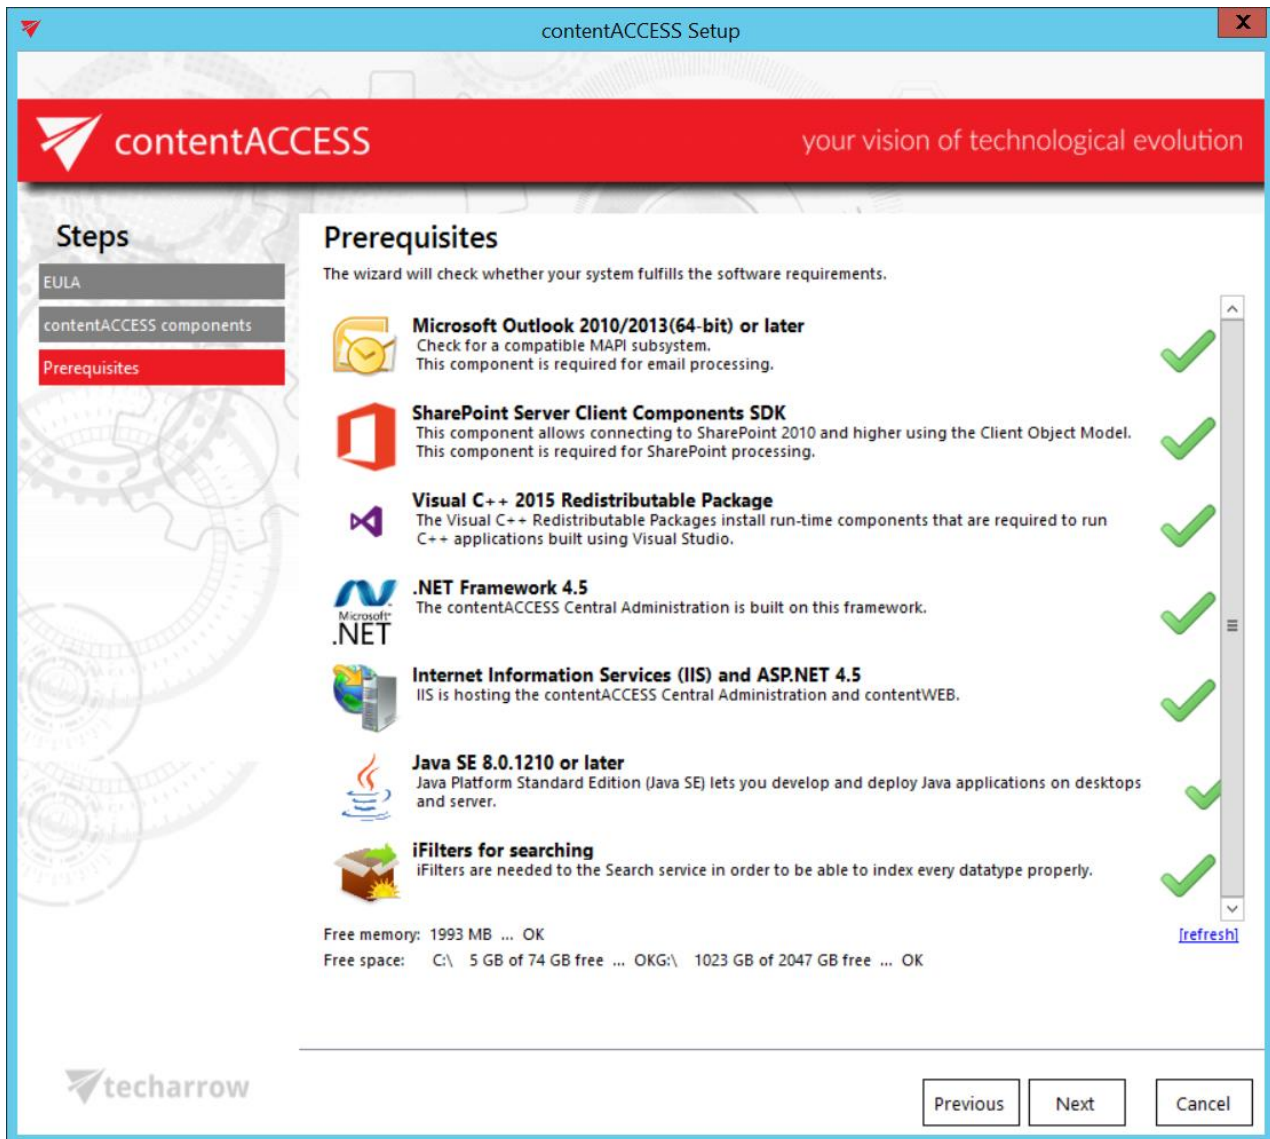 contentACCESS Setup
X
contentACCESS
your vision of technological evolution
Steps
EULA
contentACCESS components
Prerequisites
Prerequisites
The wizard will check whether your system fulfills the software requirements.
Microsoft Outlook 2010/2013(64-bit) or later
Check for a compatible MAPI subsystem.
This component is required for email processing.
SharePoint Server Client Components SDK
This component allows connecting to SharePoint 2010 and higher using the Client Object Model.
This component is required for SharePoint processing.
Visual C++ 2015 Redistributable Package
The Visual C++ Redistributable Packages install run-time components that are required to run
C++ applications built using Visual Studio.
Microsoft
.NET
.NET Framework 4.5
The contentACCESS Central Administration is built on this framework.
Internet Information Services (IIS) and ASP.NET 4.5
IIS is hosting the contentACCESS Central Administration and contentWEB.
Java SE 8.0.1210 or later
Java Platform Standard Edition (Java SE) lets you develop and deploy Java applications on desktops
and server.
iFilters for searching
iFilters are needed to the Search service in order to be able to index every datatype properly.
Free memory: 1993 MB ... OK
[refresh]
Free space: C:\ 5 GB of 74 GB free ... OKG:\ 1023 GB of 2047 GB free ... OK
techarrow
Previous
Next
Cancel